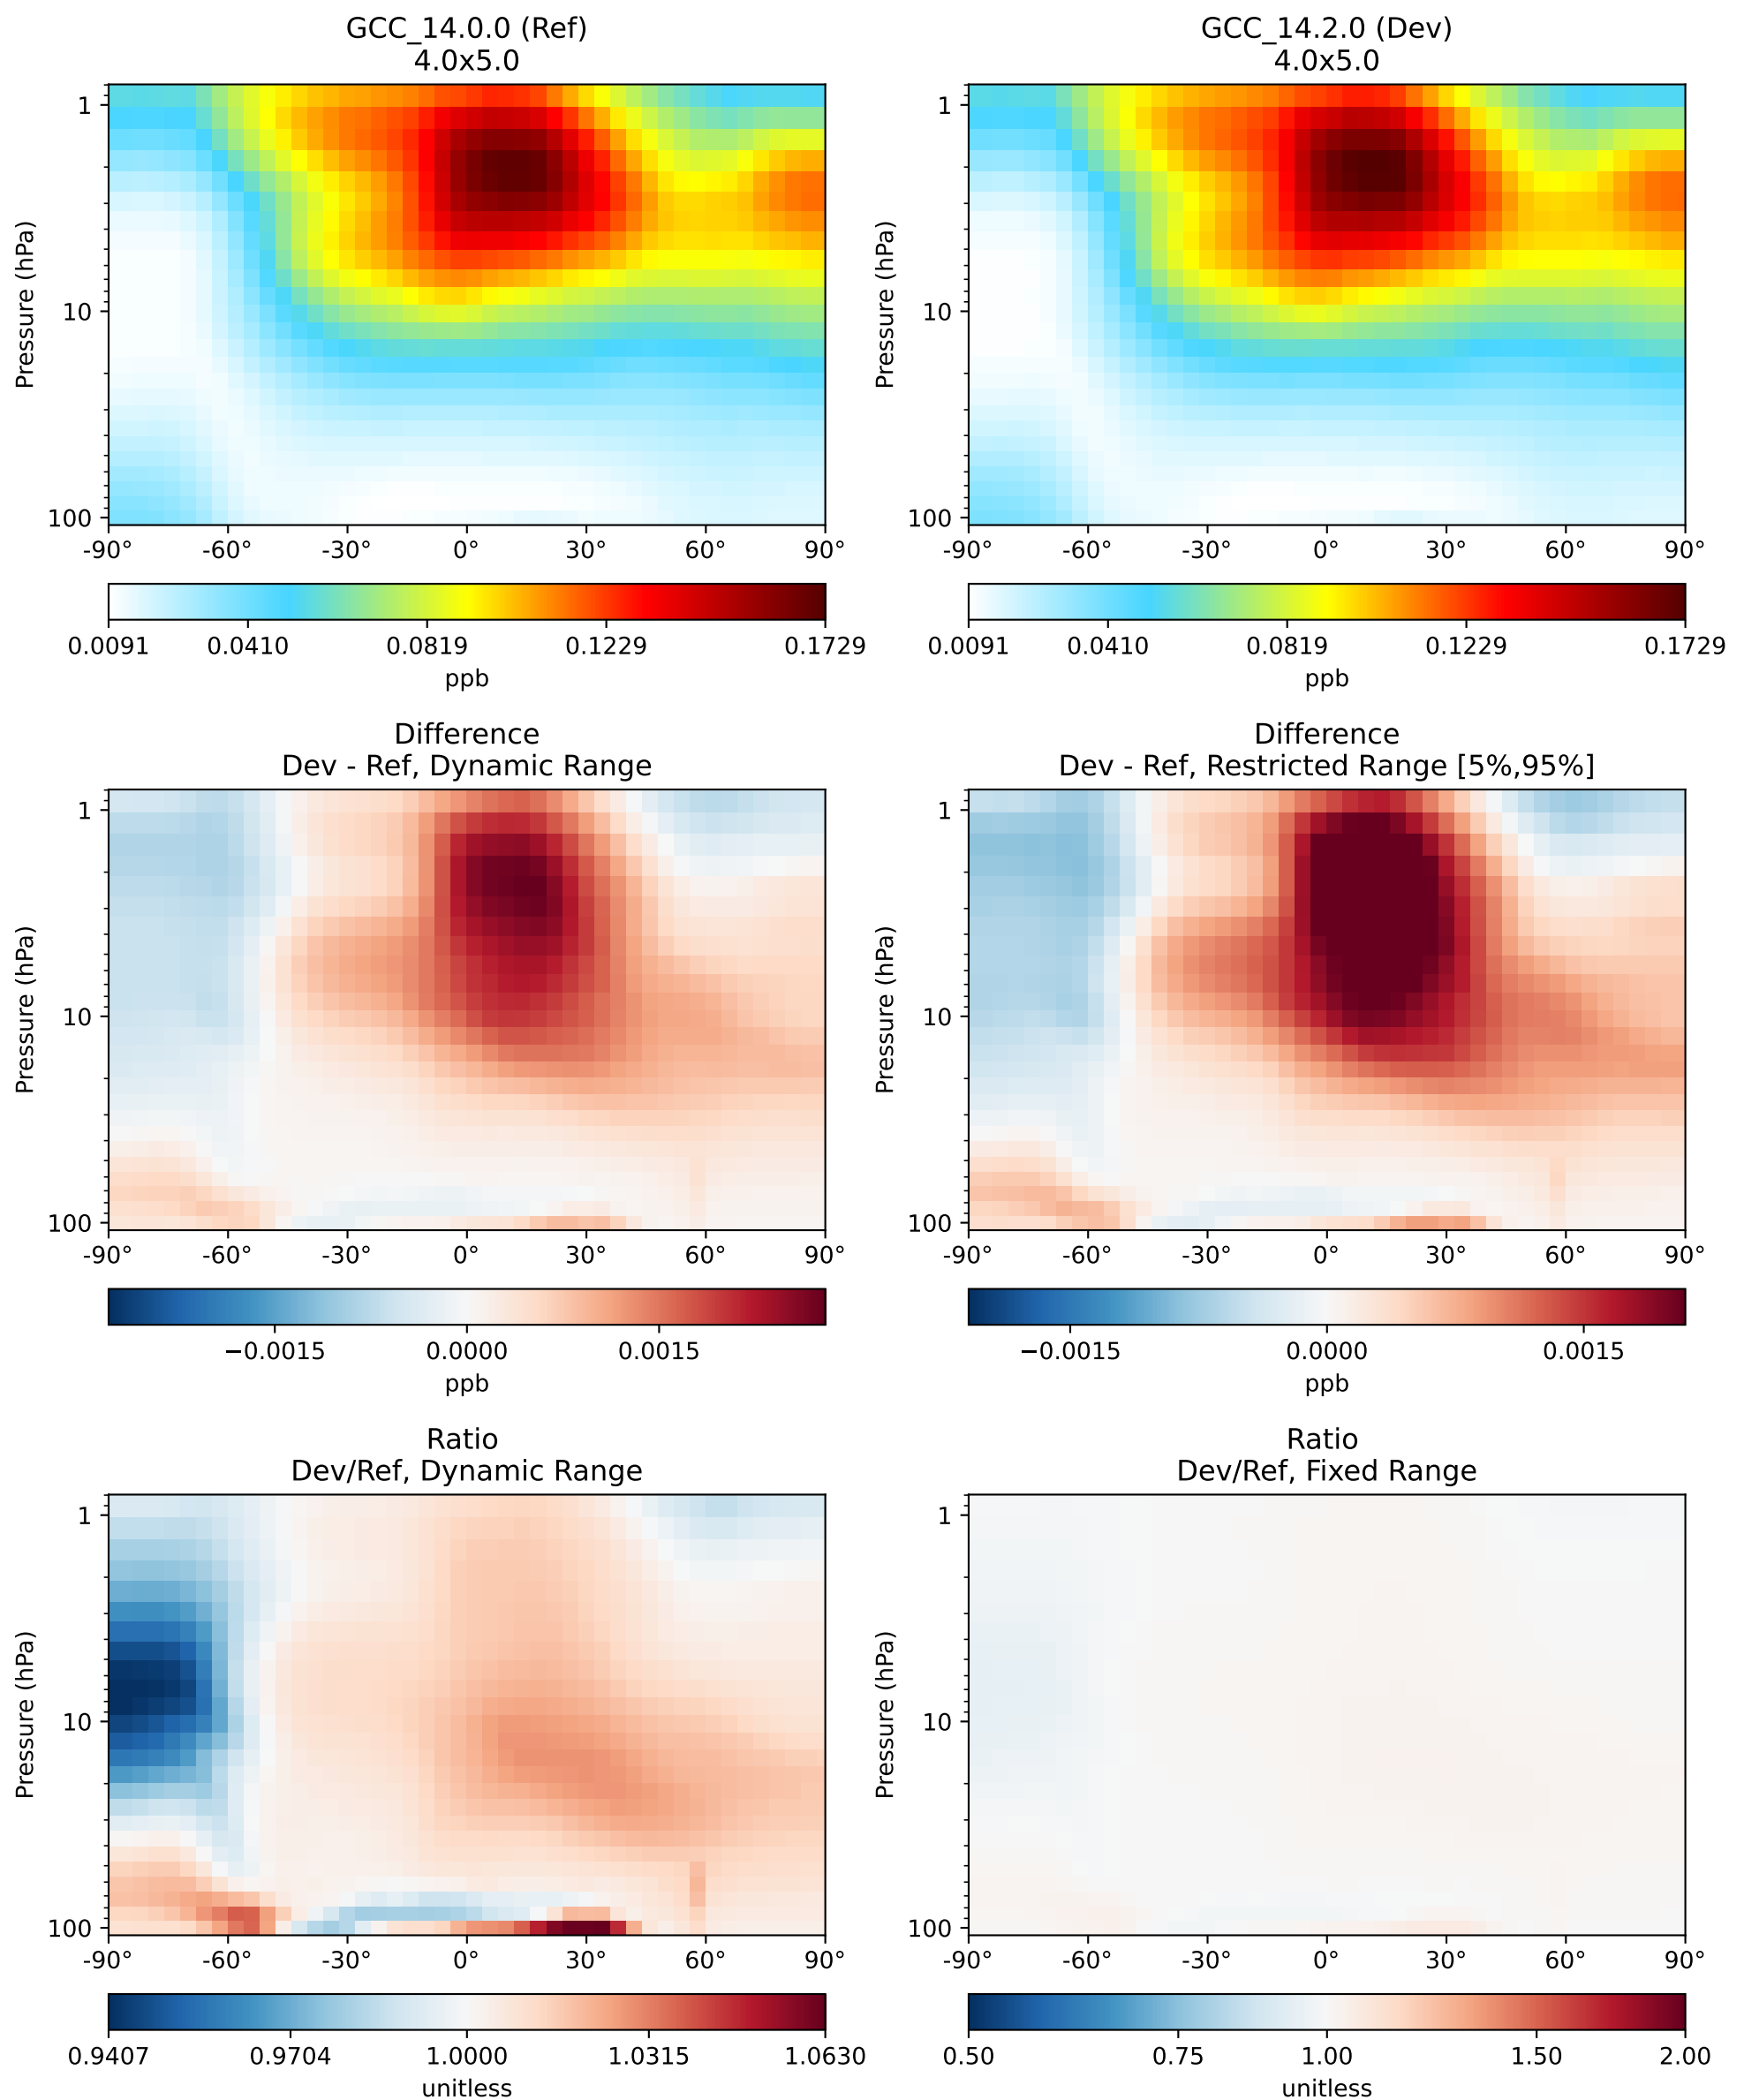 GCC_14.0.0 (Ref)
4.0x5.0
GCC_14.2.0 (Dev)
4.0x5.0
Pressure (hPa)
1
10
100
-90° -60° -30° 0° 30° 60° 90°
0.0091 0.0410 0.0819 0.1229 0.1729
ppb
Pressure (hPa)
1
10
100
-90° -60° -30° 0° 30° 60° 90°
0.0091 0.0410 0.0819 0.1229 0.1729
ppb
Difference
Dev - Ref, Dynamic Range
Pressure (hPa)
1
10
100
-90° -60° -30° 0° 30° 60° 90°
−0.0015 0.0000 0.0015
ppb
Difference
Dev - Ref, Restricted Range [5%,95%]
Pressure (hPa)
1
10
100
-90° -60° -30° 0° 30° 60° 90°
−0.0015 0.0000 0.0015
ppb
Ratio
Dev/Ref, Dynamic Range
Pressure (hPa)
1
10
100
-90° -60° -30° 0° 30° 60° 90°
0.9407 0.9704 1.0000 1.0315 1.0630
unitless
Ratio
Dev/Ref, Fixed Range
Pressure (hPa)
1
10
100
-90° -60° -30° 0° 30° 60° 90°
0.50 0.75 1.00 1.50 2.00
unitless